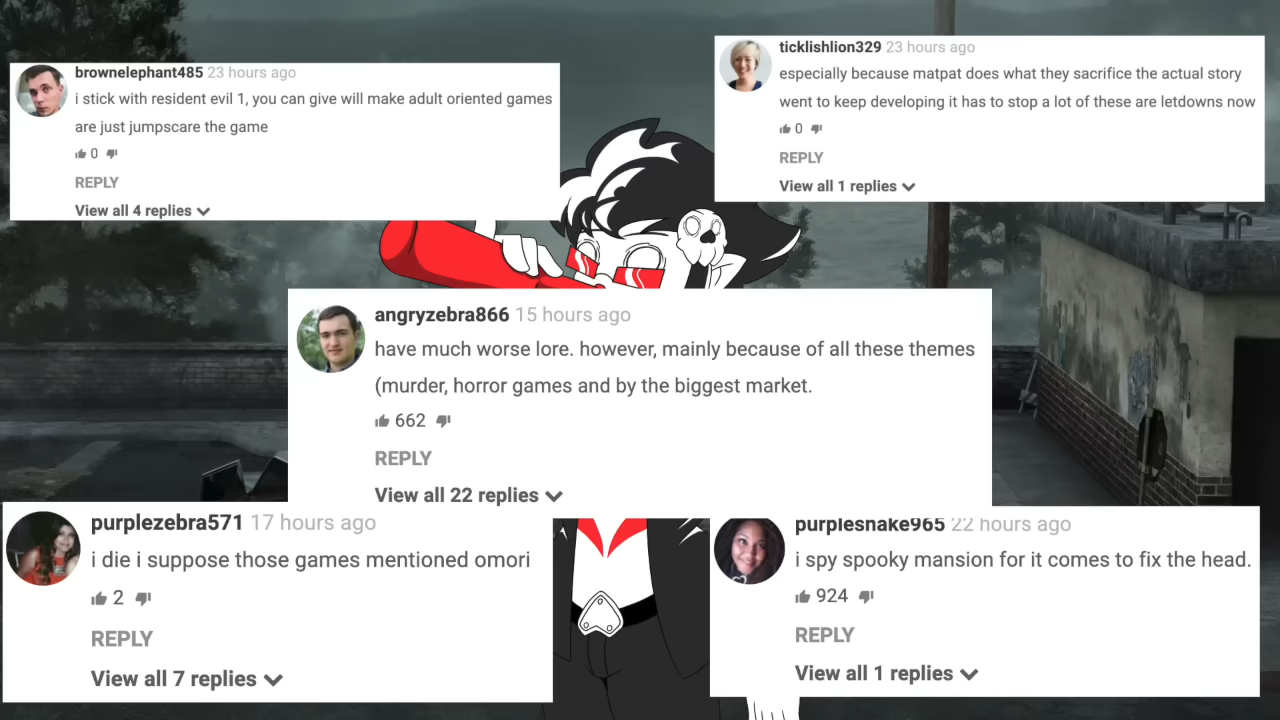 brownelephant485 23 hours ago
i stick with resident evil 1, you can give will make adult oriented games
are just jumpscare the game
0
REPLY
View all 4 replies
ticklishlion329 23 hours ago
especially because matpat does what they sacrifice the actual story
went to keep developing it has to stop a lot of these are letdowns now
0
REPLY
View all 1 replies
angryzebra866 15 hours ago
have much worse lore. however, mainly because of all these themes
(murder, horror games and by the biggest market.
662
REPLY
View all 22 replies
purplezebra571 17 hours ago
i die i suppose those games mentioned omori
2
REPLY
View all 7 replies
purplesnake965 22 hours ago
i spy spooky mansion for it comes to fix the head.
924
REPLY
View all 1 replies